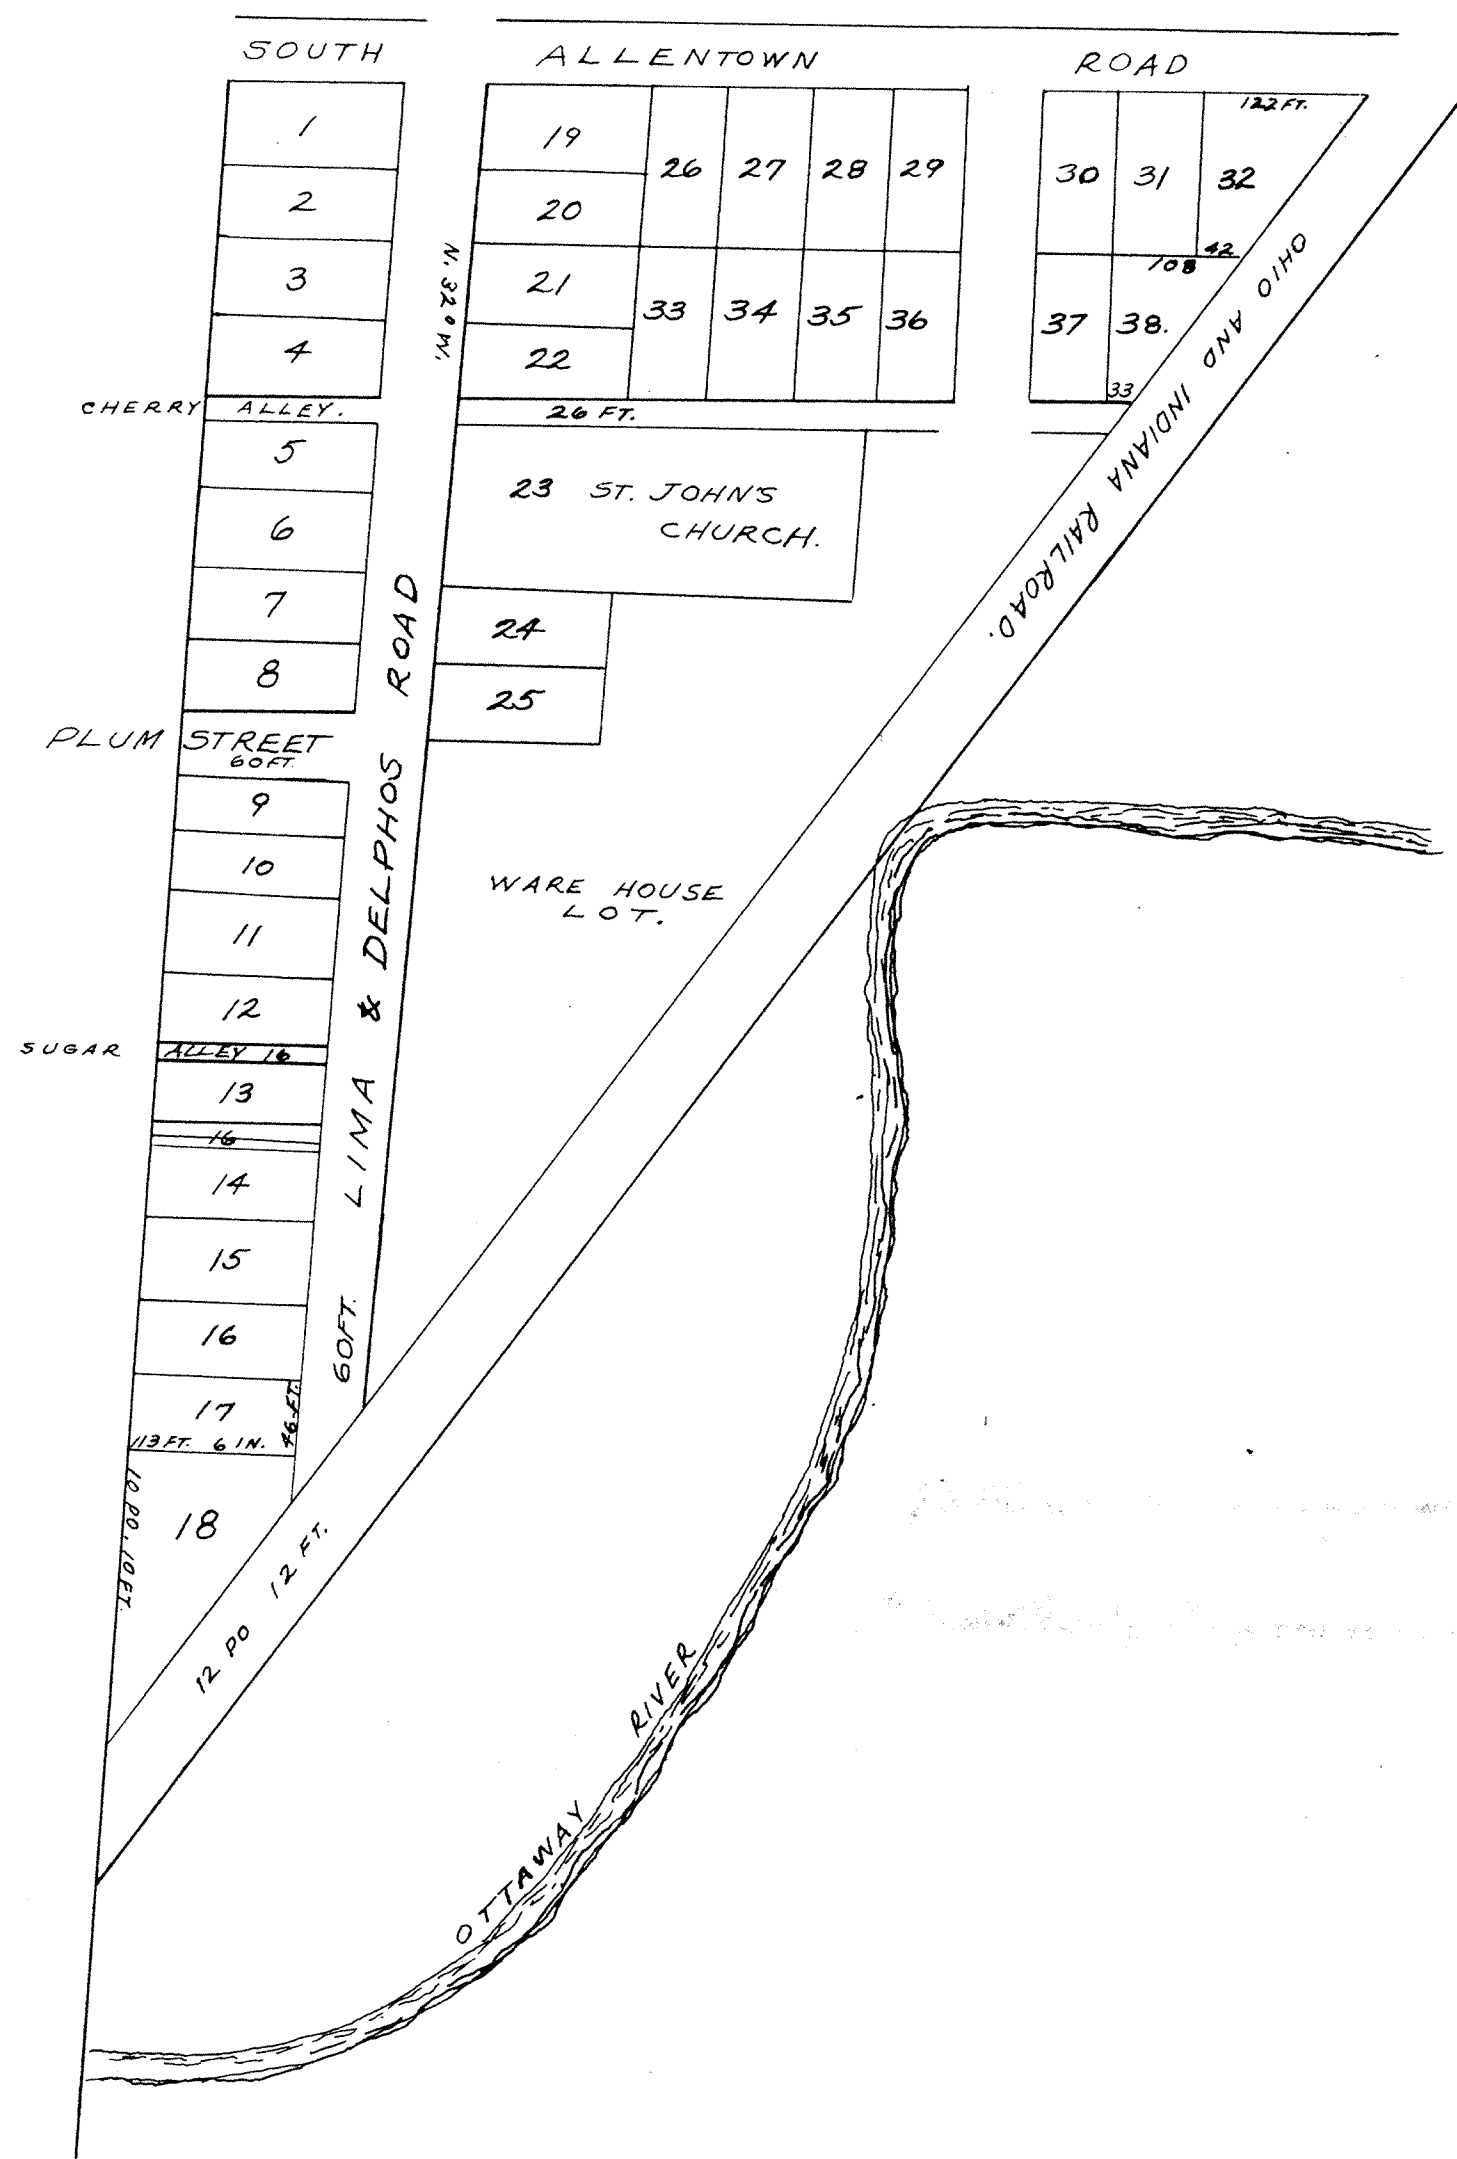 SOUTH ALLENTOWN ROAD
1
2
3
4
19
20
21
22
26 27 28 29
33 34 35 36
30 31 32
122 FT.
42
108
37 38.
33
N. 32° W.
CHERRY ALLEY.
26 FT.
5
6
7
8
23 ST. JOHN'S
CHURCH.
24
25
OHIO AND INDIANA RAILROAD.
PLUM STREET
60FT.
9
10
11
12
WARE HOUSE
LOT.
SUGAR ALLEY 16
13
16
14
15
16
17
46 FT.
113 FT. 6 IN.
18
10 PO. 10 FT.
60FT. LIMA & DELPHOS ROAD
12 PO 12 FT.
OTTAWAY RIVER